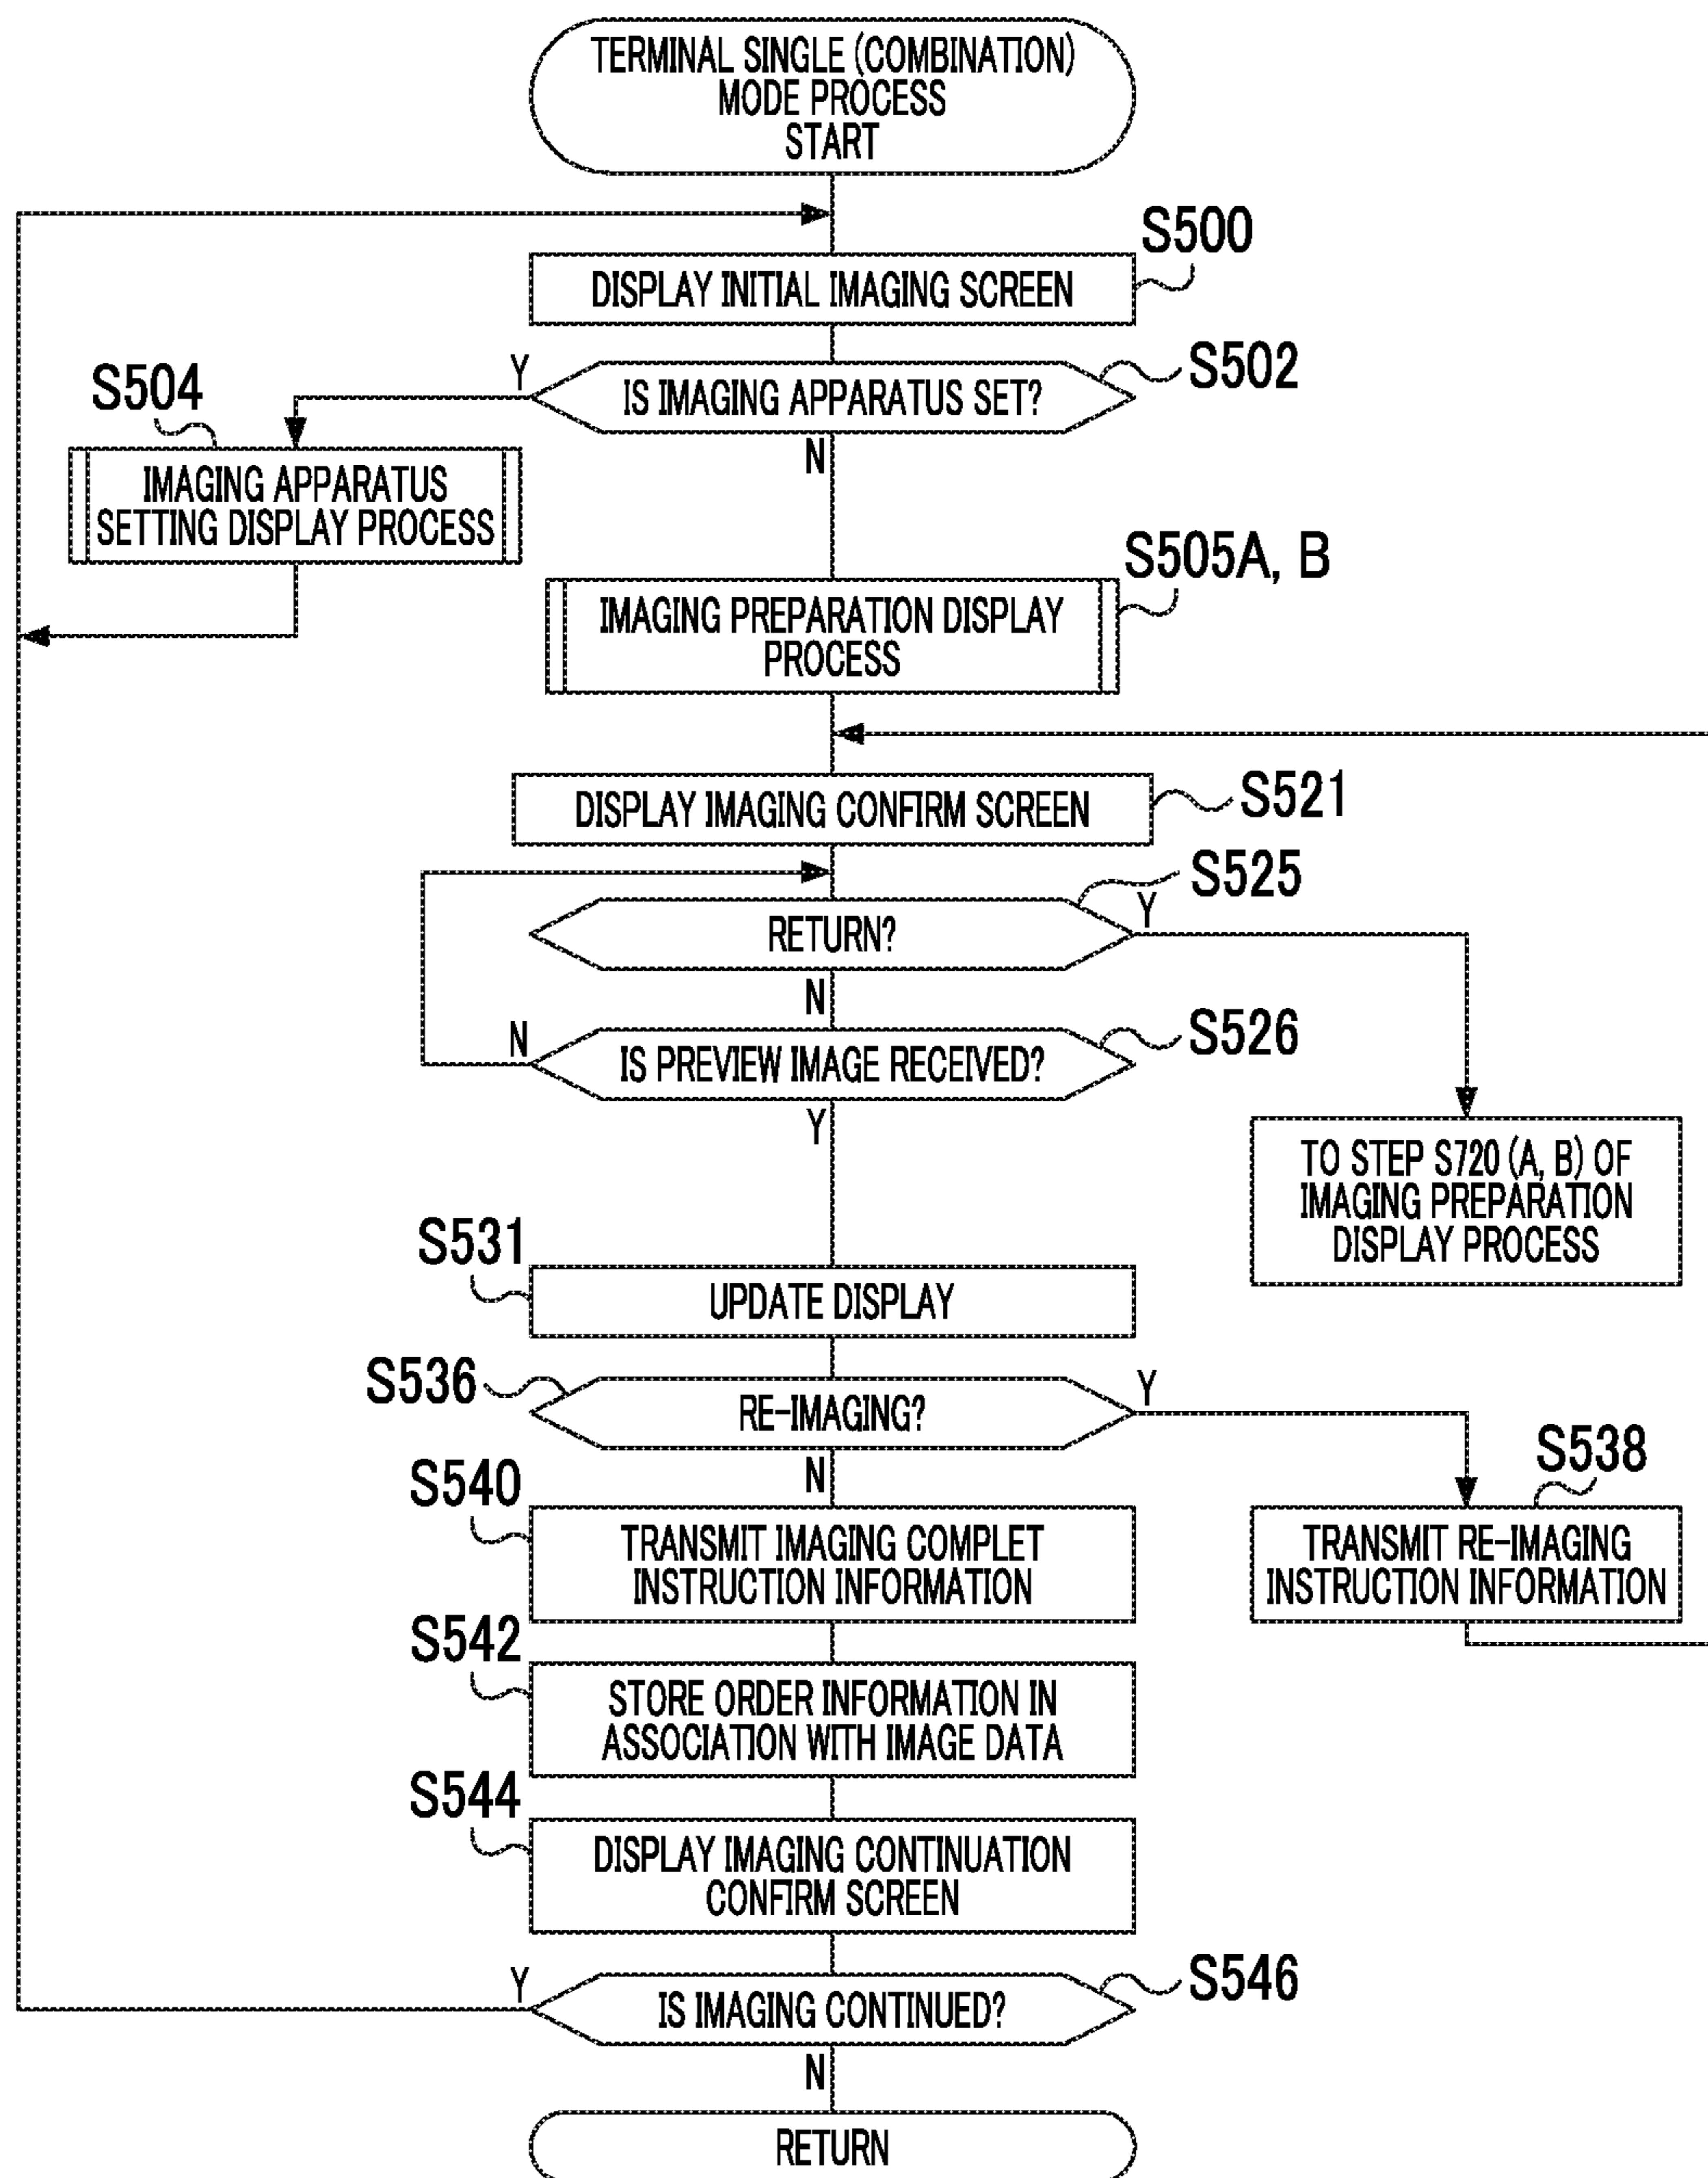 TERMINAL SINGLE (COMBINATION)
MODE PROCESS
START
S500
DISPLAY INITIAL IMAGING SCREEN
S502
Y
IS IMAGING APPARATUS SET?
N
S504
IMAGING APPARATUS
SETTING DISPLAY PROCESS
S505A, B
IMAGING PREPARATION DISPLAY
PROCESS
S521
DISPLAY IMAGING CONFIRM SCREEN
S525
RETURN?
Y
N
S526
N
IS PREVIEW IMAGE RECEIVED?
Y
TO STEP S720 (A, B) OF
IMAGING PREPARATION
DISPLAY PROCESS
S531
UPDATE DISPLAY
S536
RE-IMAGING?
Y
N
S538
TRANSMIT RE-IMAGING
INSTRUCTION INFORMATION
S540
TRANSMIT IMAGING COMPLET
INSTRUCTION INFORMATION
S542
STORE ORDER INFORMATION IN
ASSOCIATION WITH IMAGE DATA
S544
DISPLAY IMAGING CONTINUATION
CONFIRM SCREEN
S546
Y
IS IMAGING CONTINUED?
N
RETURN